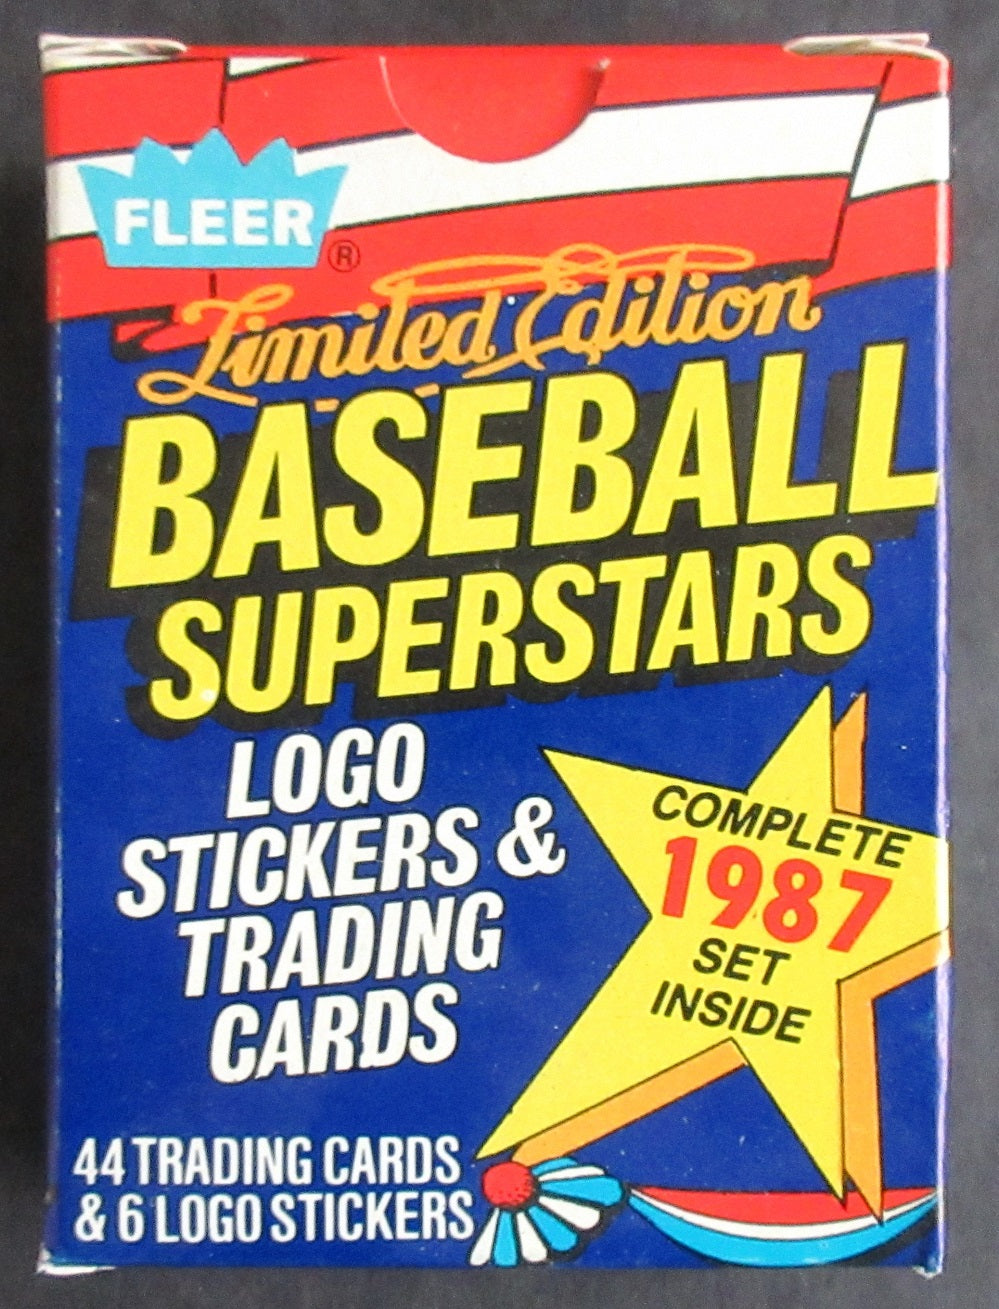 FLEER®
Limited Edition
BASEBALL
SUPERSTARS
LOGO
STICKERS &
TRADING
CARDS
COMPLETE
1987
SET
INSIDE
44 TRADING CARDS
& 6 LOGO STICKERS